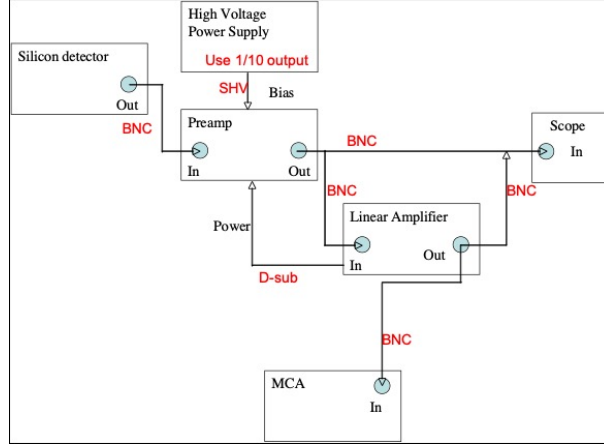 High Voltage
Power Supply
Use 1/10 output
Silicon detector
Out
SHV
Bias
BNC
Preamp
In
Out
BNC
Scope
In
BNC
BNC
Linear Amplifier
In
Out
Power
D-sub
BNC
MCA
In